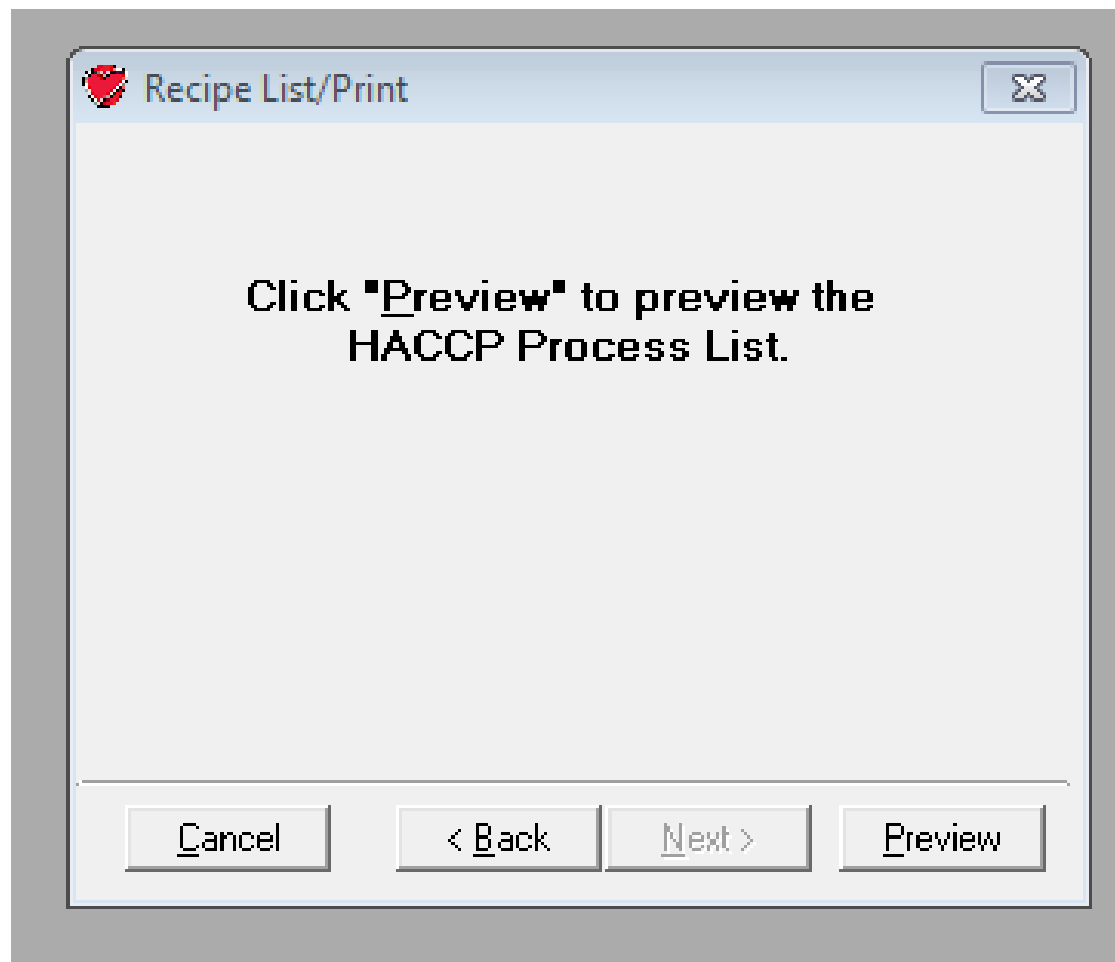 Recipe List/Print
Click "Preview" to preview the
HACCP Process List.
Cancel
< Back
Next >
Preview